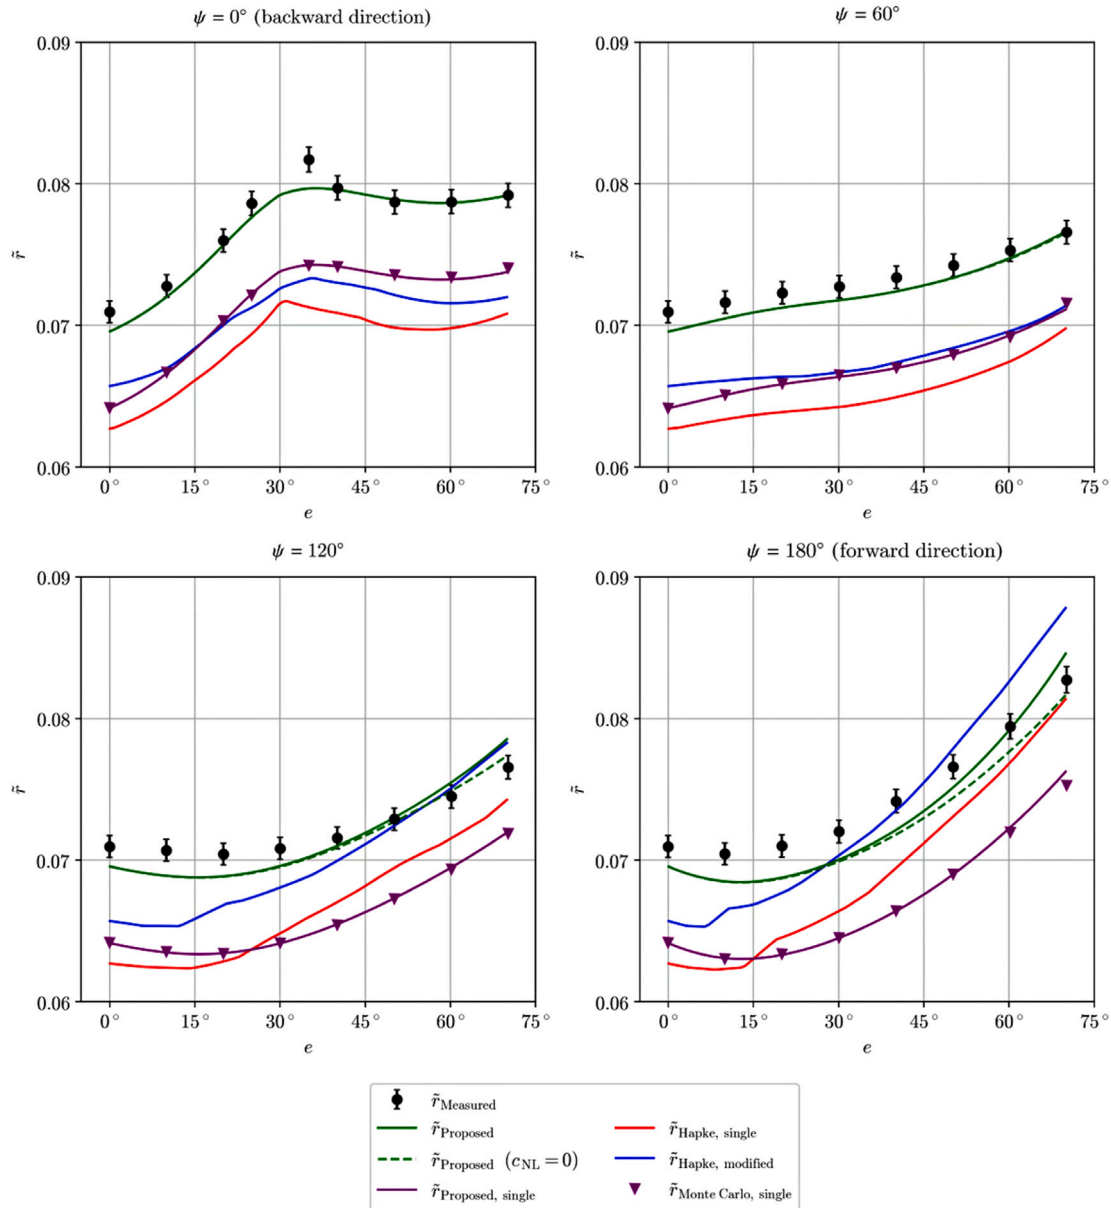 ψ = 0° (backward direction)
0.09
0.08
r̃
0.07
0.06
0° 15° 30° 45° 60° 75°
e
ψ = 60°
0.09
0.08
r̃
0.07
0.06
0° 15° 30° 45° 60° 75°
e
ψ = 120°
0.09
0.08
r̃
0.07
0.06
0° 15° 30° 45° 60° 75°
e
ψ = 180° (forward direction)
0.09
0.08
r̃
0.07
0.06
0° 15° 30° 45° 60° 75°
e
r̃ Measured
r̃ Proposed
r̃ Proposed (c NL = 0)
r̃ Proposed, single
r̃ Hapke, single
r̃ Hapke, modified
r̃ Monte Carlo, single